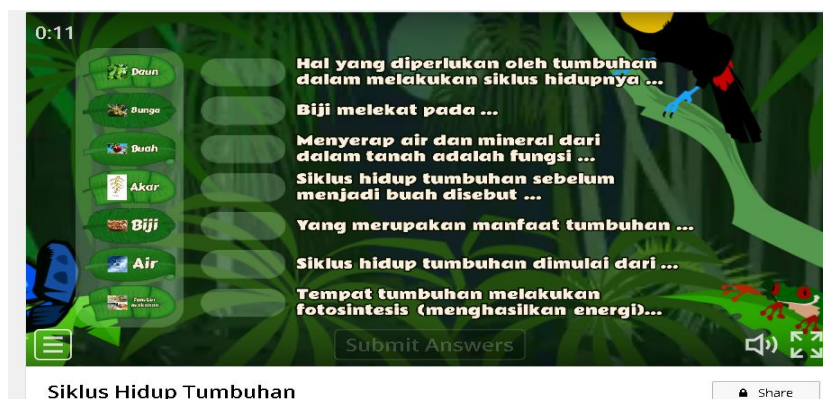 0:11
Daun
Bunga
Buah
Akar
Biji
Air
Sumber
makanan
Hal yang diperlukan oleh tumbuhan
dalam melakukan siklus hidupnya ...
Biji melekat pada ...
Menyerap air dan mineral dari
dalam tanah adalah fungsi ...
Siklus hidup tumbuhan sebelum
menjadi buah disebut ...
Yang merupakan manfaat tumbuhan ...
Siklus hidup tumbuhan dimulai dari ...
Tempat tumbuhan melakukan
fotosintesis (menghasilkan energi)...
Submit Answers
Siklus Hidup Tumbuhan
Share